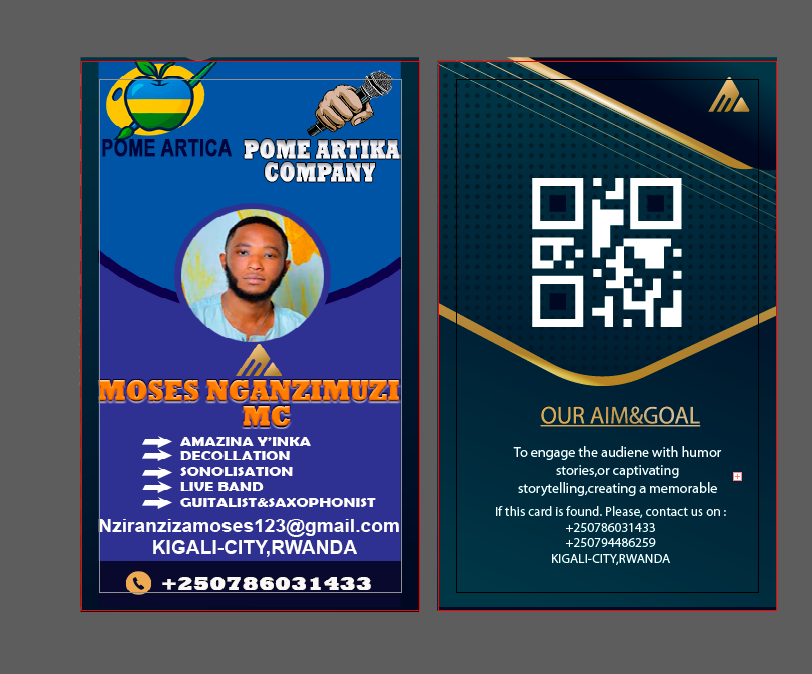 POME ARTICA
POME ARTIKA
COMPANY
MOSES NGANZIMUZI
MC
AMAZINA Y'INKA
DECOLLATION
SONOLISATION
LIVE BAND
GUITALIST&SAXOPHONIST
Nziranzizamoses123@gmail.com
KIGALI-CITY,RWANDA
+250786031433
OUR AIM&GOAL
To engage the audiene with humor
stories,or captivating
storytelling,creating a memorable
If this card is found. Please, contact us on :
+250786031433
+250794486259
KIGALI-CITY,RWANDA